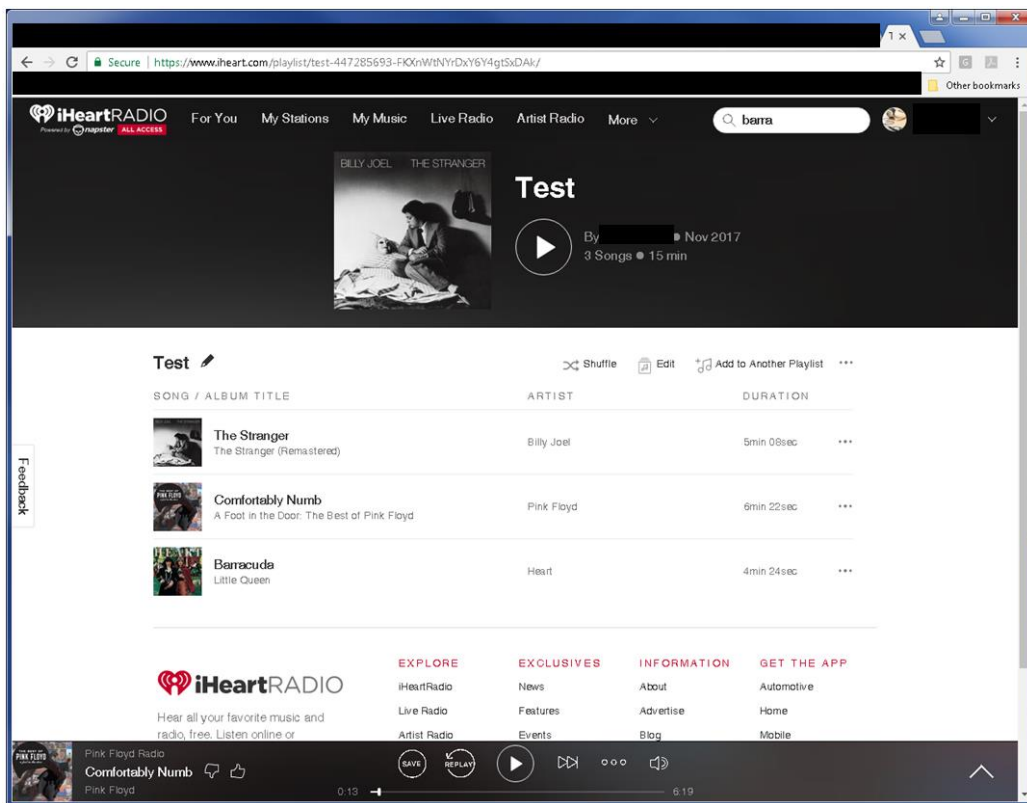 1
Secure | https://www.iheart.com/playlist/test-447285693-FKXnWtNYrDxY6Y4gtSxDAk/
Other bookmarks
iHeartRADIO
Powered by napster ALL ACCESS
For You My Stations My Music Live Radio Artist Radio More barra
BILLY JOEL THE STRANGER
Test
By Nov 2017
3 Songs 15 min
Test Shuffle Edit Add to Another Playlist
SONG / ALBUM TITLE ARTIST DURATION
The Stranger
The Stranger (Remastered) Billy Joel 5min 08sec
Comfortably Numb
A Foot in the Door: The Best of Pink Floyd Pink Floyd 6min 22sec
Barracuda
Little Queen Heart 4min 24sec
Feedback
iHeartRADIO
Hear all your favorite music and
radio, free. Listen online or
EXPLORE
iHeartRadio
Live Radio
Artist Radio
EXCLUSIVES
News
Features
Events
INFORMATION
About
Advertise
Blog
GET THE APP
Automotive
Home
Mobile
PINK FLOYD
Pink Floyd Radio
Comfortably Numb
Pink Floyd
SAVE REPLAY
0:13 6:19